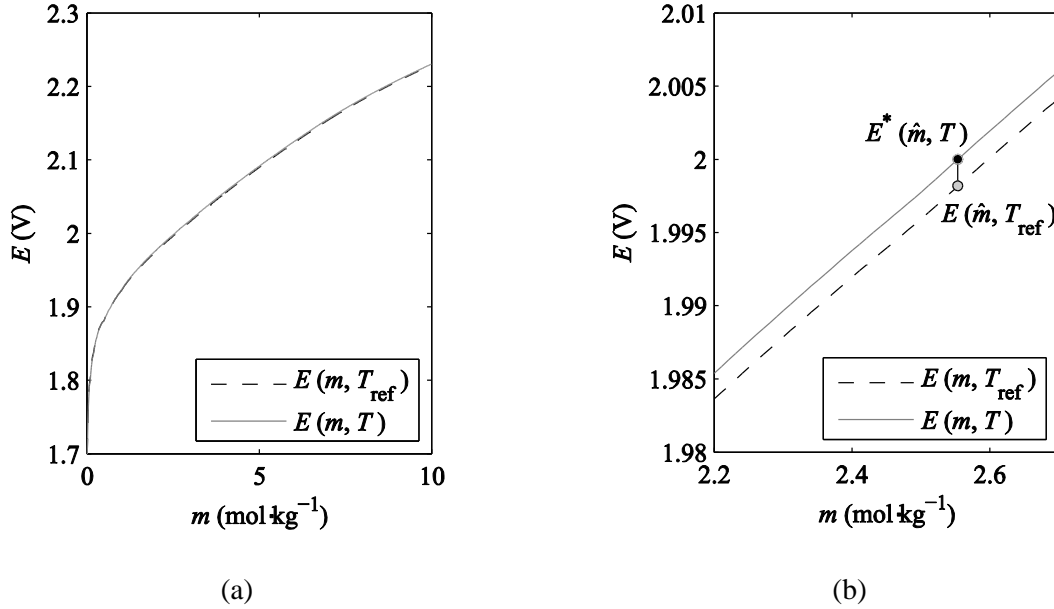 2.3
2.2
2.1
2
1.9
1.8
1.7
E (V)
0
5
10
m (mol·kg⁻¹)
E (m, T_ref)
E (m, T)
(a)
2.01
2.005
2
1.995
1.99
1.985
1.98
E (V)
2.2
2.4
2.6
m (mol·kg⁻¹)
E* (m̂, T)
E (m̂, T_ref)
E (m, T_ref)
E (m, T)
(b)